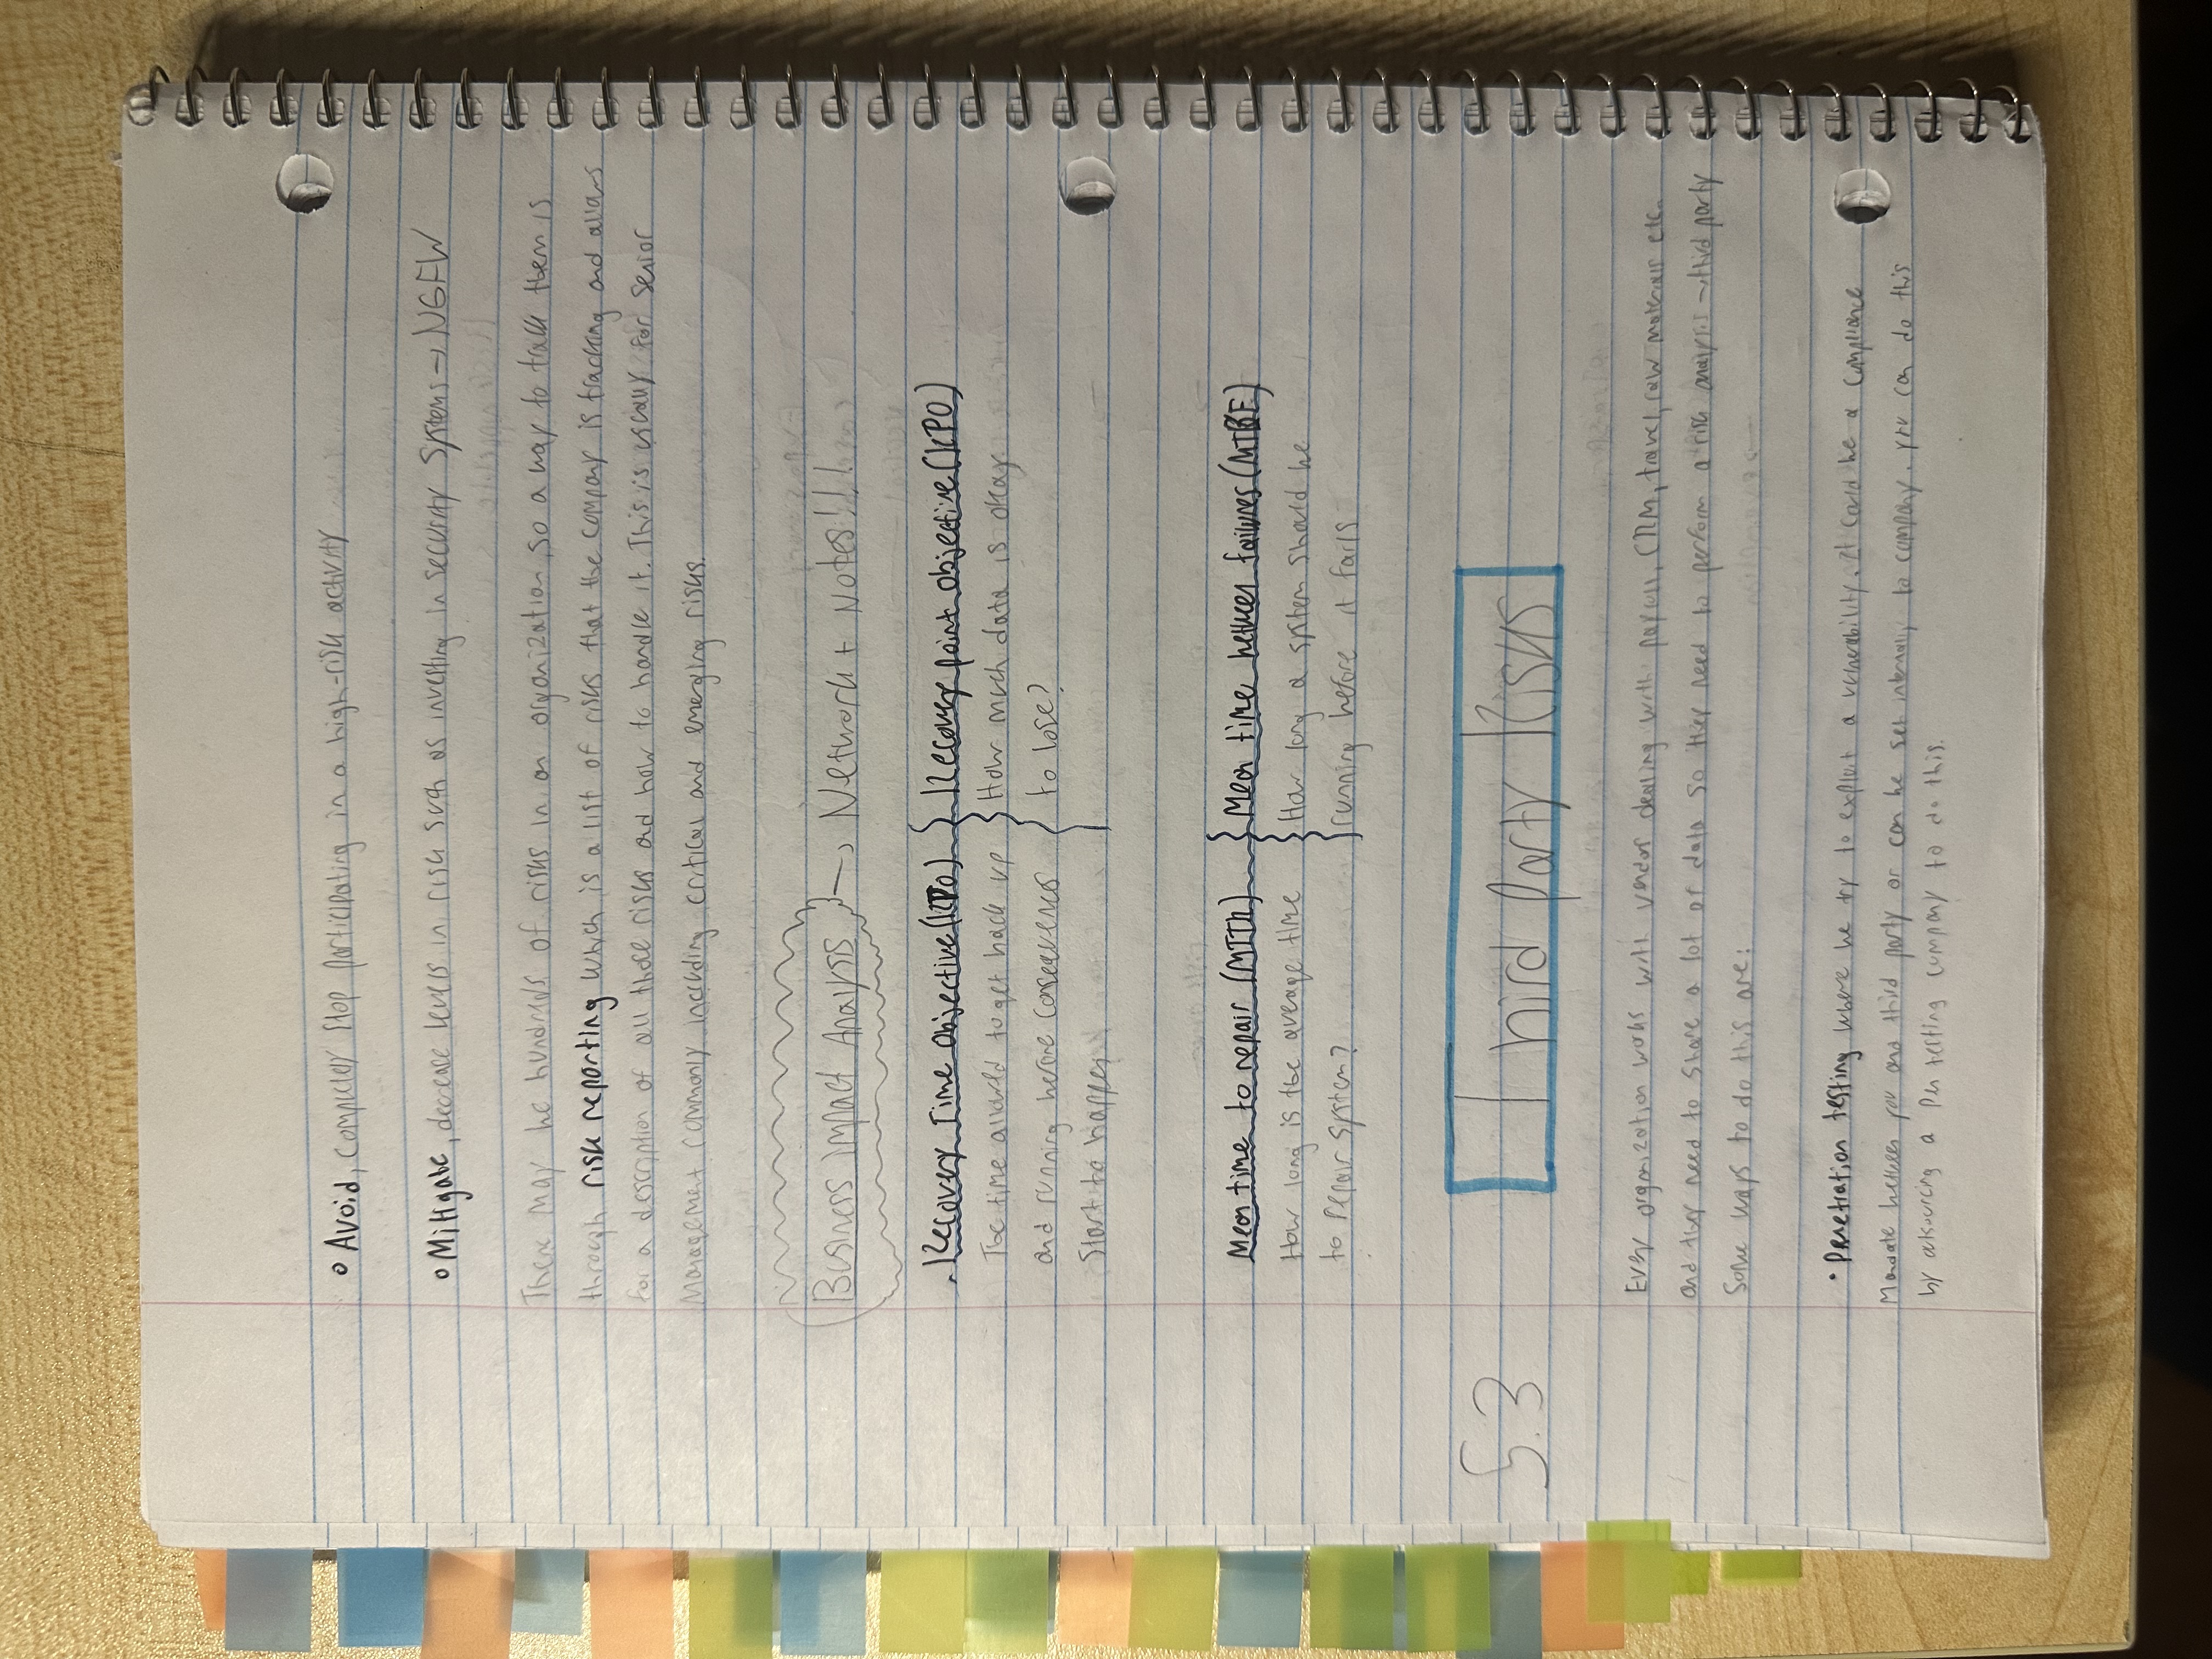 Avoid, completely stop participating in a high-risk activity
Mitigate, decrease levels in risk such as investing in security systems → NGFW
There may be hundreds of risks in an organization, so a way to track them is
through risk reporting which is a list of risks that the company is tracking and allows
for a description of all those risks and how to handle it. This is usually for senior
management commonly including critical and emerging risks.
Business Impact Analysis → Network+ Notes!!!!
Recovery Time Objective (RTO) Recovery point objective (RPO)
The time allowed to get back up How much data is okay
and running before consequences to lose?
start to happen
Mean time to repair (MTTR) Mean time between failures (MTBF)
How long is the average time How long a system should be
to repair system? running before it fails
5.3 Third Party Risks
Every organization works with vendor dealing with payroll, CRM, travel, raw materials etc.
and they need to share a lot of data so they need to perform a risk analysis → third party
Some ways to do this are:
• Penetration testing where we try to exploit a vulnerability. It could be a compliance
Mandate between you and third party or can be set internally to company. you can do this
by outsourcing a Pen testing company to do this.